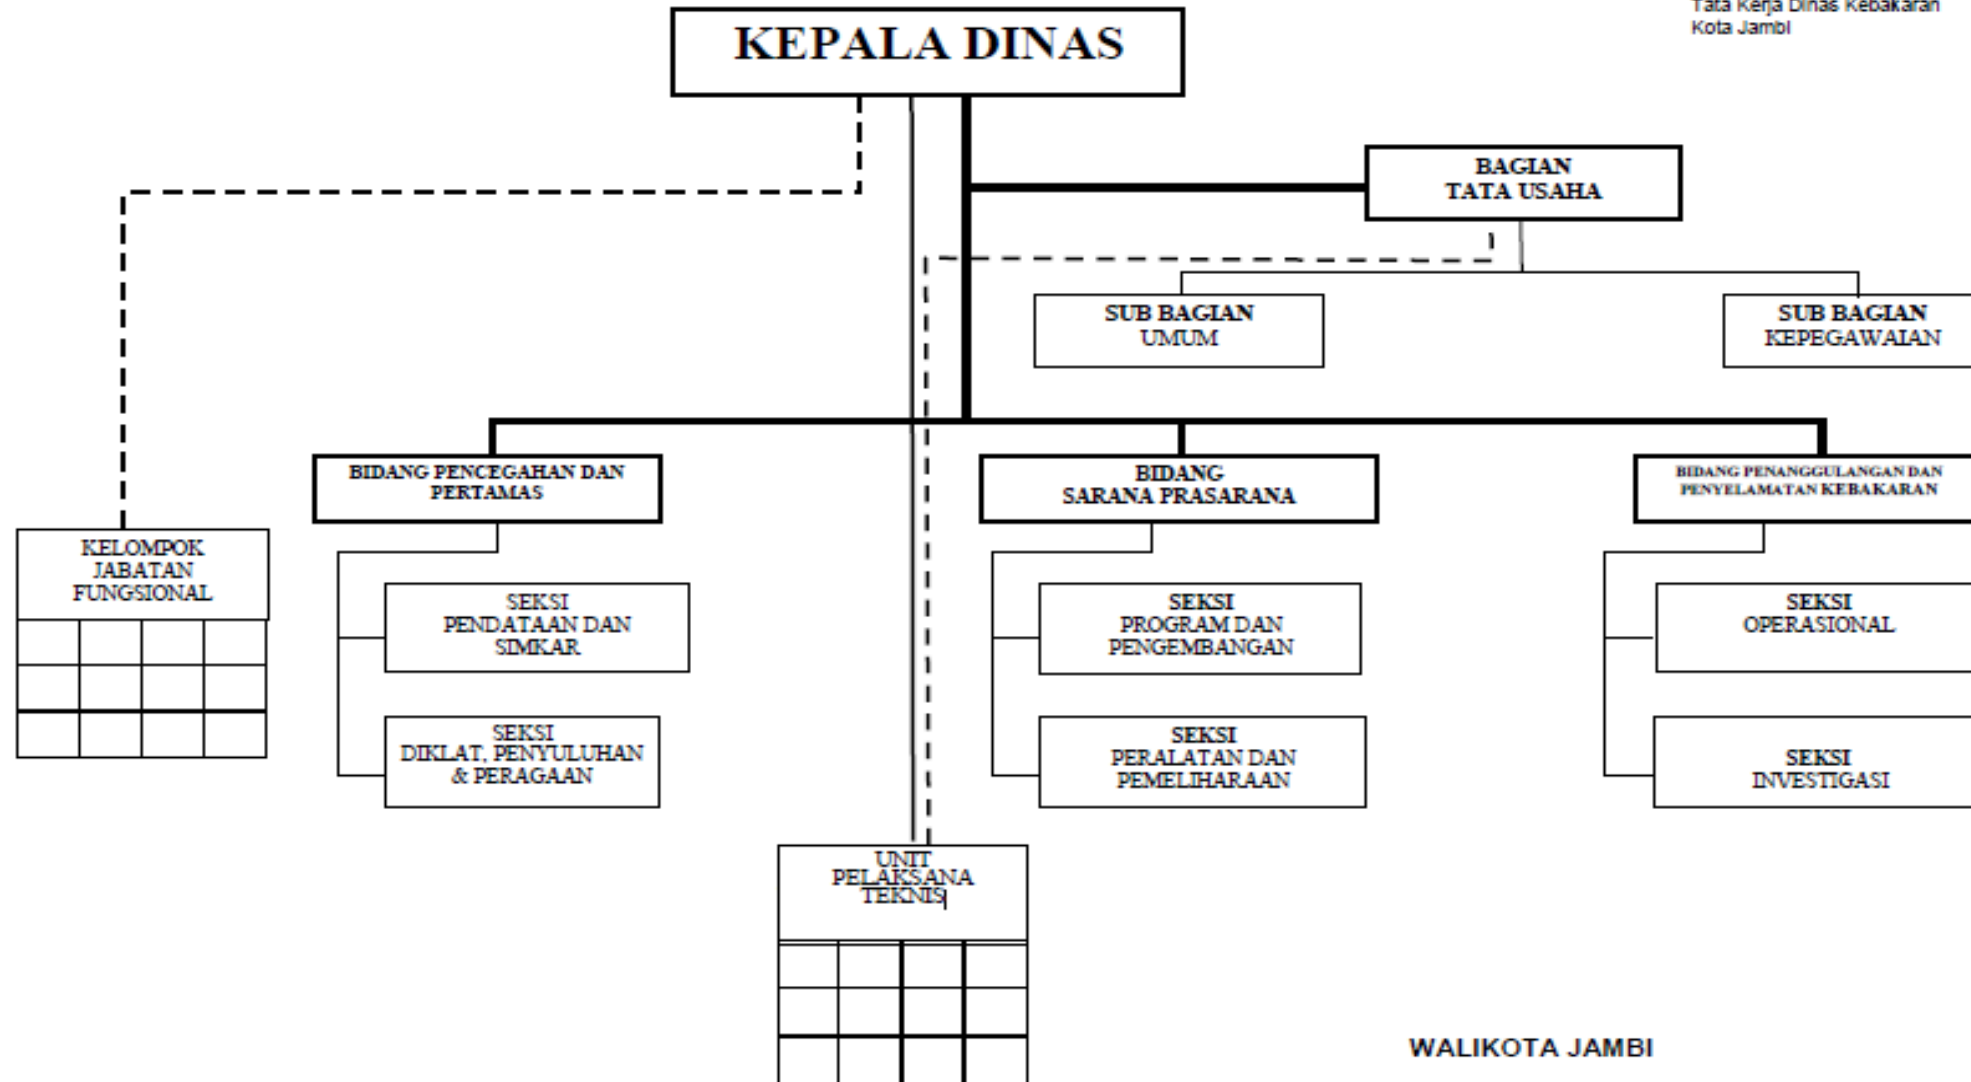 Tata Kerja Dinas Kebakaran
Kota Jambi
KEPALA DINAS
BAGIAN
TATA USAHA
SUB BAGIAN
UMUM
SUB BAGIAN
KEPEGAWAIAN
BIDANG PENCEGAHAN DAN
PERTAMAS
BIDANG
SARANA PRASARANA
BIDANG PENANGGULANGAN DAN
PENYELAMATAN KEBAKARAN
KELOMPOK
JABATAN
FUNGSIONAL
SEKSI
PENDATAAN DAN
SIMKAR
SEKSI
PROGRAM DAN
PENGEMBANGAN
SEKSI
OPERASIONAL
SEKSI
DIKLAT, PENYULUHAN
& PERAGAAN
SEKSI
PERALATAN DAN
PEMELIHARAAN
SEKSI
INVESTIGASI
UNIT
PELAKSANA
TEKNIS
WALIKOTA JAMBI